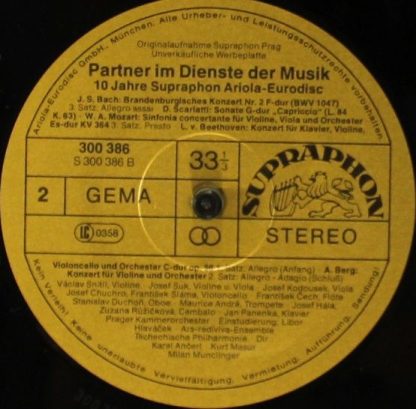 Ariola-Eurodisc GmbH., München. Alle Urheber- und Leistungsschutzrechte vorbehalten
Originalaufnahme Supraphon Prag
Unverkäufliche Werbeplatte
Partner im Dienste der Musik
10 Jahre Supraphon Ariola-Eurodisc
J. S. Bach: Brandenburgisches Konzert Nr. 2 F-dur (BWV 1047)
3. Satz: Allegro assai D. Scarlatti: Sonate G-dur „Capriccio" (L. 84
K. 63) · W. A. Mozart: Sinfonia concertante für Violine, Viola und Orchester
Es-dur KV 364 3. Satz: Presto L. v. Beethoven: Konzert für Klavier, Violine,
300 386
S 300 386 B
33 1/3
SUPRAPHON
2 GEMA
LC 0358
STEREO
Violoncello und Orchester C-dur op. 56 Satz: Allegro (Anfang) A. Berg:
Konzert für Violine und Orchester 2. Satz: Allegro - Adagio (Schluß)
Václav Snítil, Violine, Josef Suk, Violine u. Viola, Josef Kodousek, Viola
Josef Chuchro, František Sláma, Violoncello František Čech, Flöte
Stanislav Duchoň, Oboe, Maurice André, Trompete, Josef Hála,
Zuzana Růžičková, Cembalo - Jan Panenka, Klavier
Prager Kammerorchester Einstudierung: Libor
Hlaváček Ars-rediviva-Ensemble
Tschechische Philharmonie, Dir
Karel Ančerl Kurt Masur
Milan Munclinger
Kein Verleih! Keine unerlaubte Vervielfältigung, Vermietung, Aufführung, Sendung!